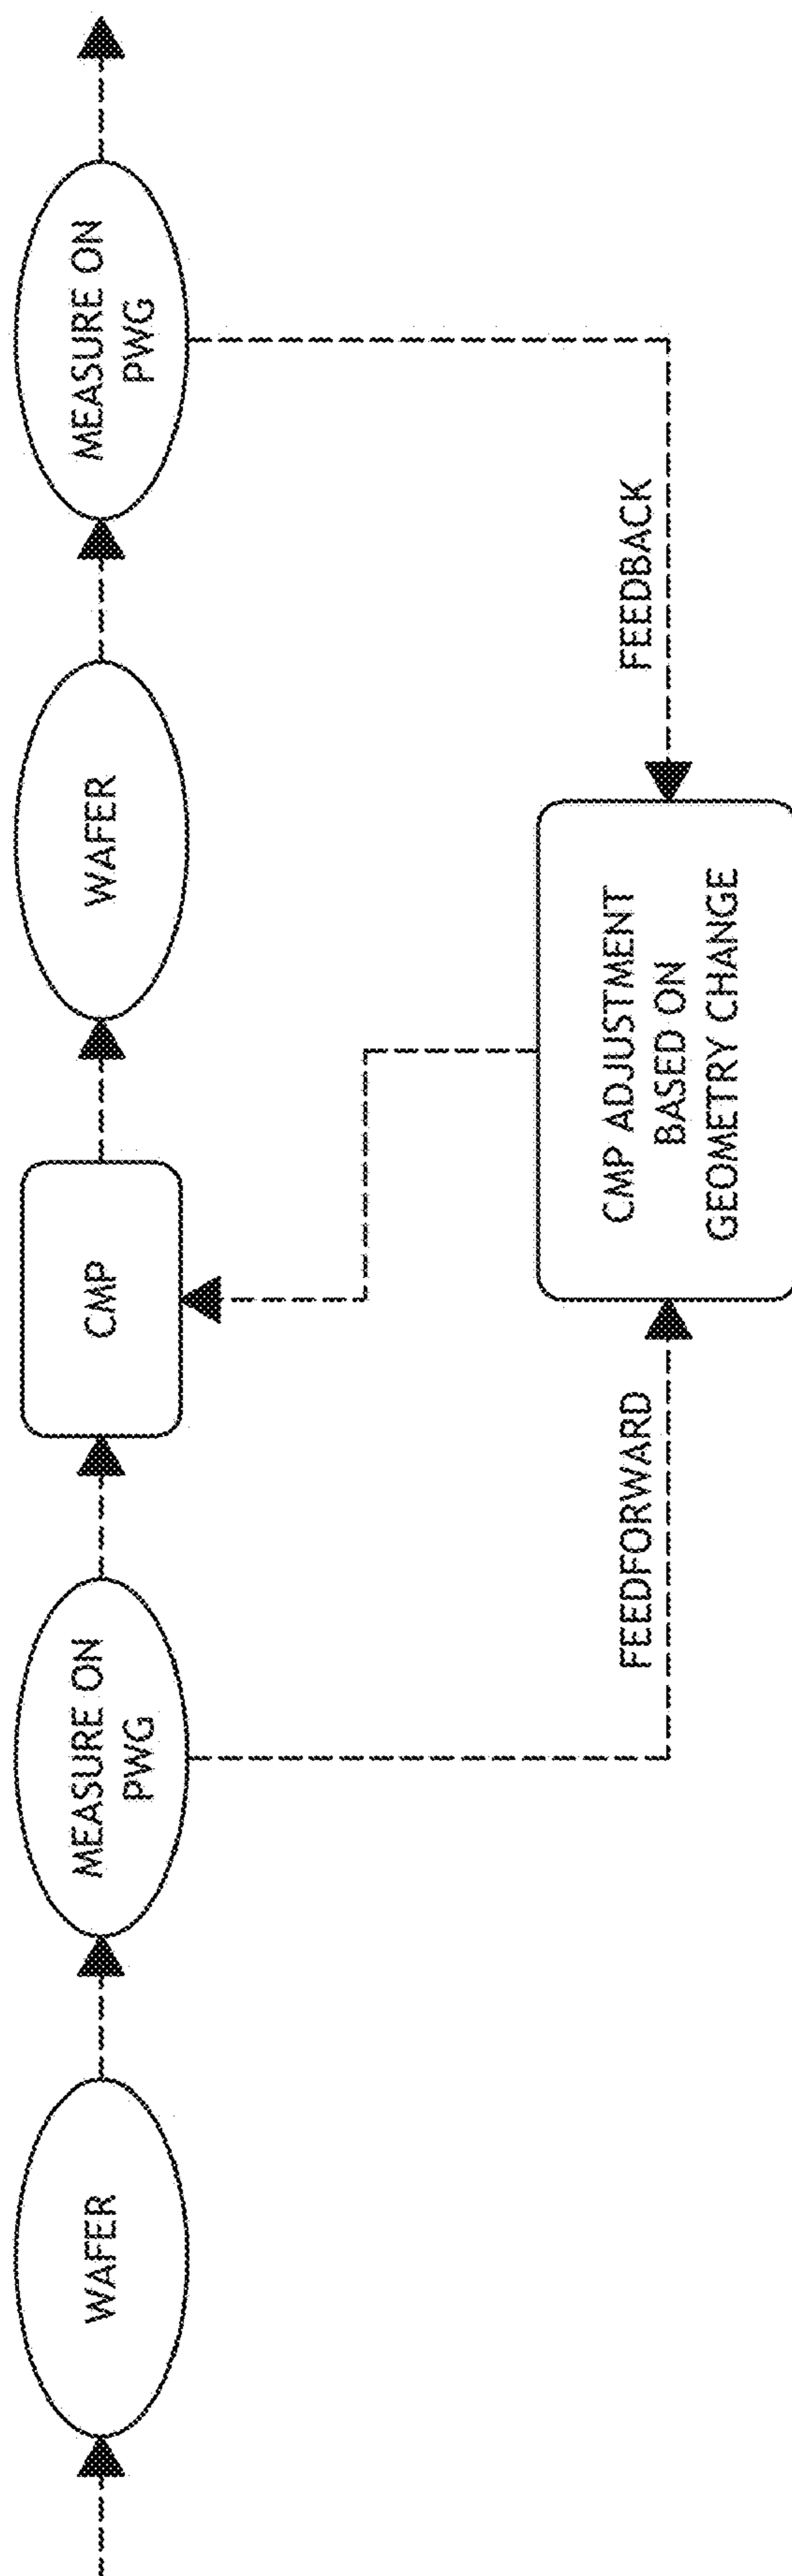 WAFER
MEASURE ON
PWG
CMP
WAFER
MEASURE ON
PWG
FEEDFORWARD
CMP ADJUSTMENT
BASED ON
GEOMETRY CHANGE
FEEDBACK